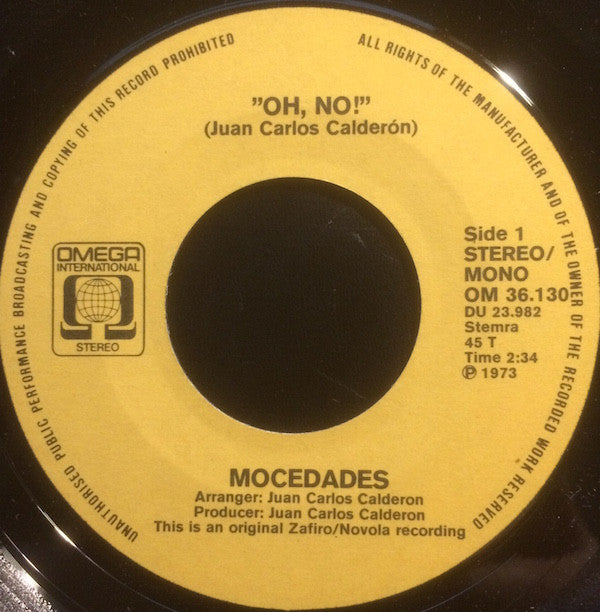 ALL RIGHTS OF THE MANUFACTURER AND OF THE OWNER OF THE RECORDED WORK RESERVED
UNAUTHORISED PUBLIC PERFORMANCE BROADCASTING AND COPYING OF THIS RECORD PROHIBITED
"OH, NO!"
(Juan Carlos Calderón)
OMEGA
INTERNATIONAL
STEREO
Side 1
STEREO/
MONO
OM 36.130
DU 23.982
Stemra
45 T
Time 2:34
℗ 1973
MOCEDADES
Arranger: Juan Carlos Calderon
Producer: Juan Carlos Calderon
This is an original Zafiro/Novola recording